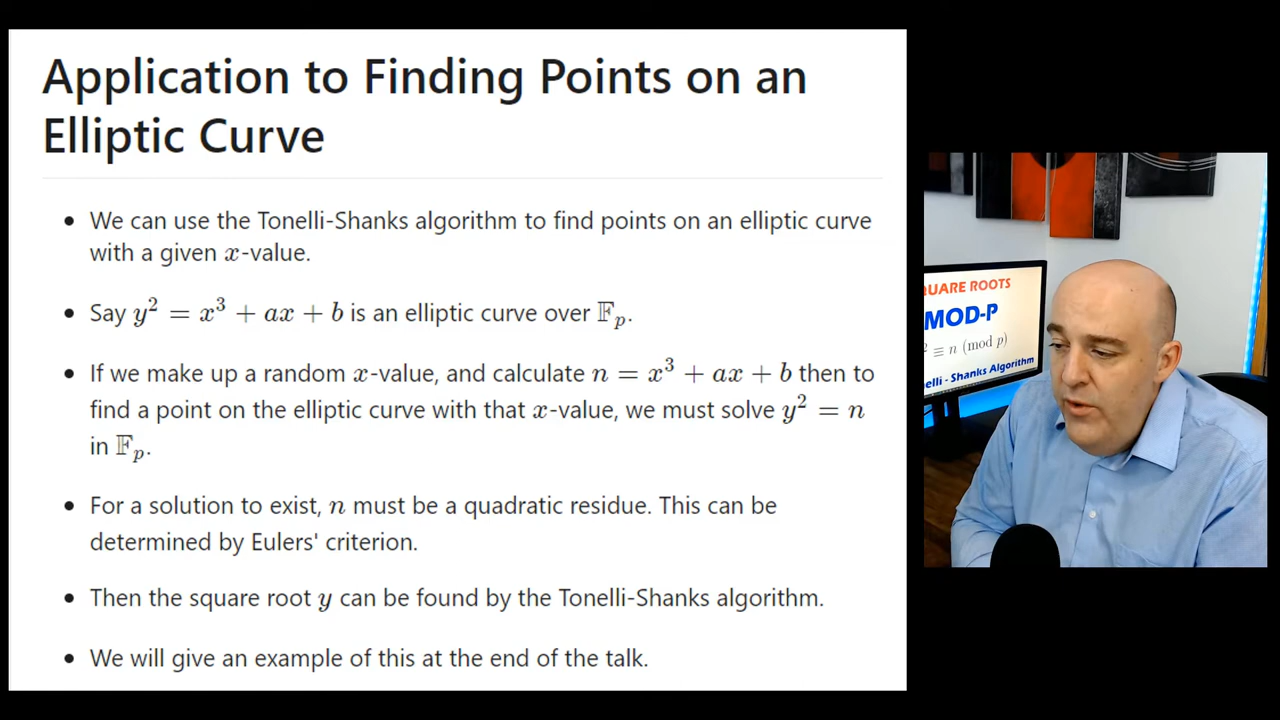 Application to Finding Points on an
Elliptic Curve
• We can use the Tonelli-Shanks algorithm to find points on an elliptic curve
with a given x-value.
• Say y² = x³ + ax + b is an elliptic curve over 𝔽ₚ.
• If we make up a random x-value, and calculate n = x³ + ax + b then to
find a point on the elliptic curve with that x-value, we must solve y² = n
in 𝔽ₚ.
• For a solution to exist, n must be a quadratic residue. This can be
determined by Eulers' criterion.
• Then the square root y can be found by the Tonelli-Shanks algorithm.
• We will give an example of this at the end of the talk.
ROOTS
MOD-P
≡ n (mod p)
- Shanks Algorithm